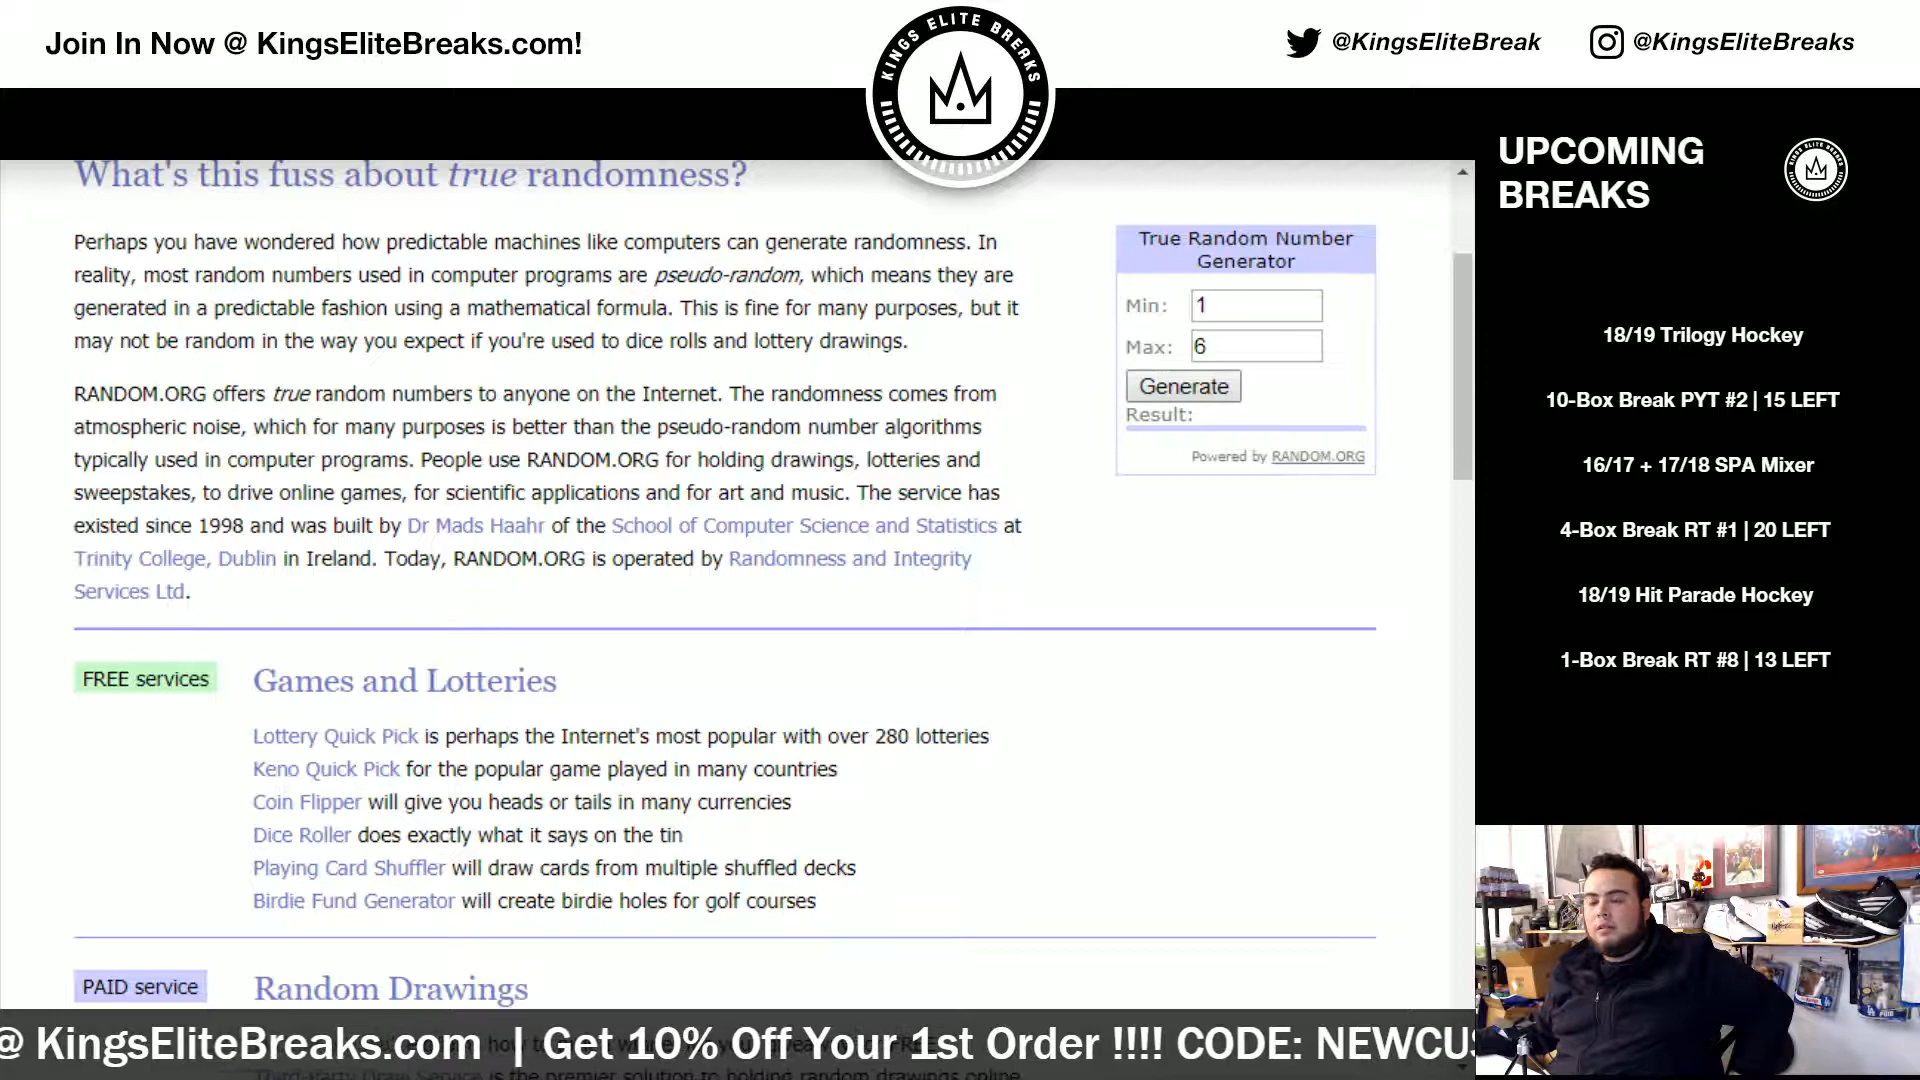 Join In Now @ KingsEliteBreaks.com!
KINGS ELITE BREAKS
@KingsEliteBreak
@KingsEliteBreaks
UPCOMING
BREAKS
18/19 Trilogy Hockey
10-Box Break PYT #2 | 15 LEFT
16/17 + 17/18 SPA Mixer
4-Box Break RT #1 | 20 LEFT
18/19 Hit Parade Hockey
1-Box Break RT #8 | 13 LEFT
What's this fuss about true randomness?
Perhaps you have wondered how predictable machines like computers can generate randomness. In
reality, most random numbers used in computer programs are pseudo-random, which means they are
generated in a predictable fashion using a mathematical formula. This is fine for many purposes, but it
may not be random in the way you expect if you're used to dice rolls and lottery drawings.
RANDOM.ORG offers true random numbers to anyone on the Internet. The randomness comes from
atmospheric noise, which for many purposes is better than the pseudo-random number algorithms
typically used in computer programs. People use RANDOM.ORG for holding drawings, lotteries and
sweepstakes, to drive online games, for scientific applications and for art and music. The service has
existed since 1998 and was built by Dr Mads Haahr of the School of Computer Science and Statistics at
Trinity College, Dublin in Ireland. Today, RANDOM.ORG is operated by Randomness and Integrity
Services Ltd.
True Random Number
Generator
Min: 1
Max: 6
Generate
Result:
Powered by RANDOM.ORG
FREE services
Games and Lotteries
Lottery Quick Pick is perhaps the Internet's most popular with over 280 lotteries
Keno Quick Pick for the popular game played in many countries
Coin Flipper will give you heads or tails in many currencies
Dice Roller does exactly what it says on the tin
Playing Card Shuffler will draw cards from multiple shuffled decks
Birdie Fund Generator will create birdie holes for golf courses
PAID service
Random Drawings
@ KingsEliteBreaks.com | Get 10% Off Your 1st Order !!!! CODE: NEWCUS
Third-Party Draw Service is the premier solution to holding random drawings online